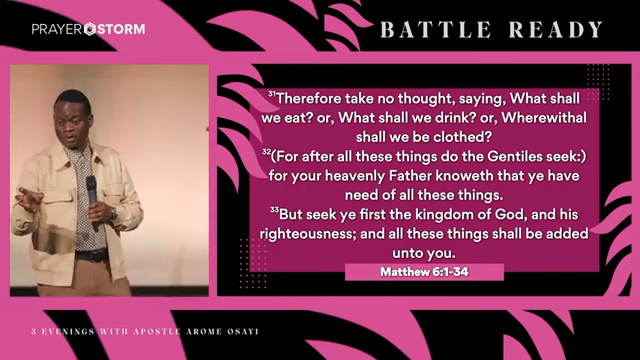 PRAYER STORM
BATTLE READY
31Therefore take no thought, saying, What shall
we eat? or, What shall we drink? or, Wherewithal
shall we be clothed?
32(For after all these things do the Gentiles seek:)
for your heavenly Father knoweth that ye have
need of all these things.
33But seek ye first the kingdom of God, and his
righteousness; and all these things shall be added
unto you.
Matthew 6:1-34
3 EVENINGS WITH APOSTLE AROME OSAYI